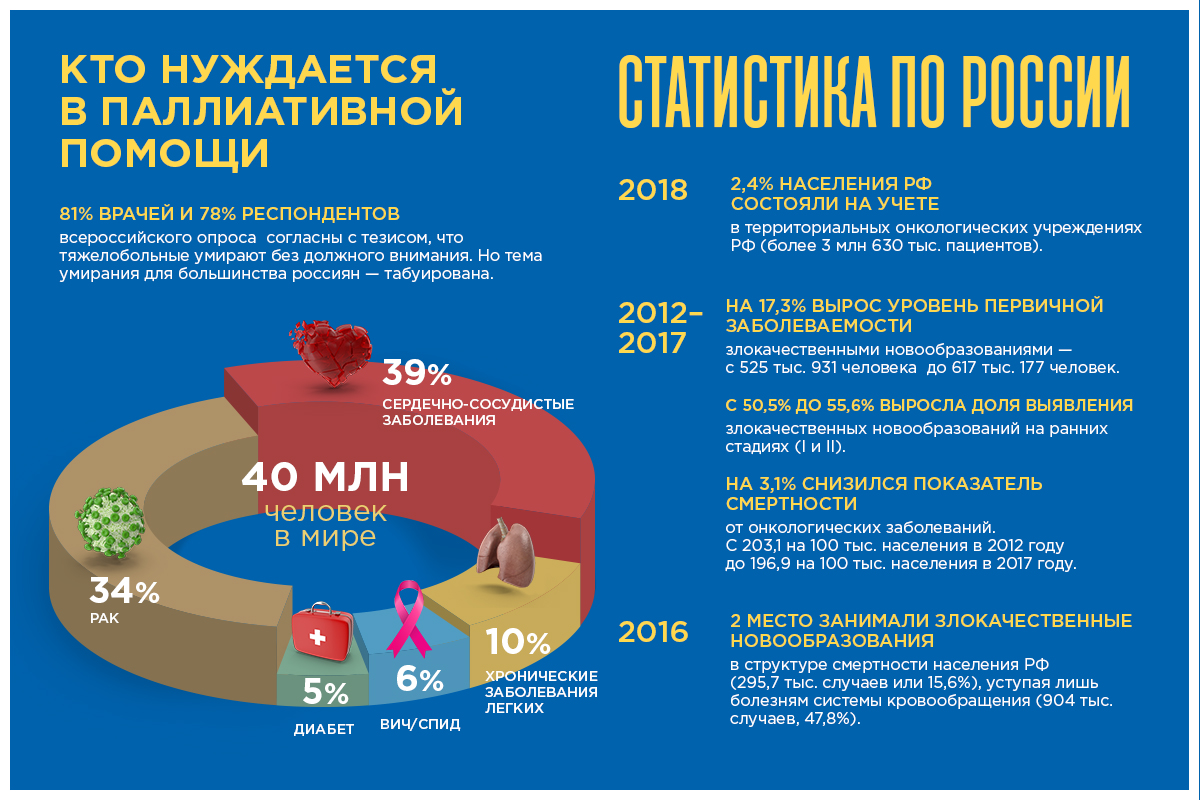 КТО НУЖДАЕТСЯ
В ПАЛЛИАТИВНОЙ
ПОМОЩИ
81% ВРАЧЕЙ И 78% РЕСПОНДЕНТОВ
всероссийского опроса согласны с тезисом, что
тяжелобольные умирают без должного внимания. Но тема
умирания для большинства россиян — табуирована.
39%
СЕРДЕЧНО-СОСУДИСТЫЕ
ЗАБОЛЕВАНИЯ
40 МЛН
человек
в мире
34%
РАК
10%
ХРОНИЧЕСКИЕ
ЗАБОЛЕВАНИЯ
ЛЕГКИХ
6%
ВИЧ/СПИД
5%
ДИАБЕТ
СТАТИСТИКА ПО РОССИИ
2018
2,4% НАСЕЛЕНИЯ РФ
СОСТОЯЛИ НА УЧЕТЕ
в территориальных онкологических учреждениях
РФ (более 3 млн 630 тыс. пациентов).
2012–
2017
НА 17,3% ВЫРОС УРОВЕНЬ ПЕРВИЧНОЙ
ЗАБОЛЕВАЕМОСТИ
злокачественными новообразованиями —
с 525 тыс. 931 человека до 617 тыс. 177 человек.
С 50,5% ДО 55,6% ВЫРОСЛА ДОЛЯ ВЫЯВЛЕНИЯ
злокачественных новообразований на ранних
стадиях (I и II).
НА 3,1% СНИЗИЛСЯ ПОКАЗАТЕЛЬ
СМЕРТНОСТИ
от онкологических заболеваний.
С 203,1 на 100 тыс. населения в 2012 году
до 196,9 на 100 тыс. населения в 2017 году.
2016
2 МЕСТО ЗАНИМАЛИ ЗЛОКАЧЕСТВЕННЫЕ
НОВООБРАЗОВАНИЯ
в структуре смертности населения РФ
(295,7 тыс. случаев или 15,6%), уступая лишь
болезням системы кровообращения (904 тыс.
случаев, 47,8%).